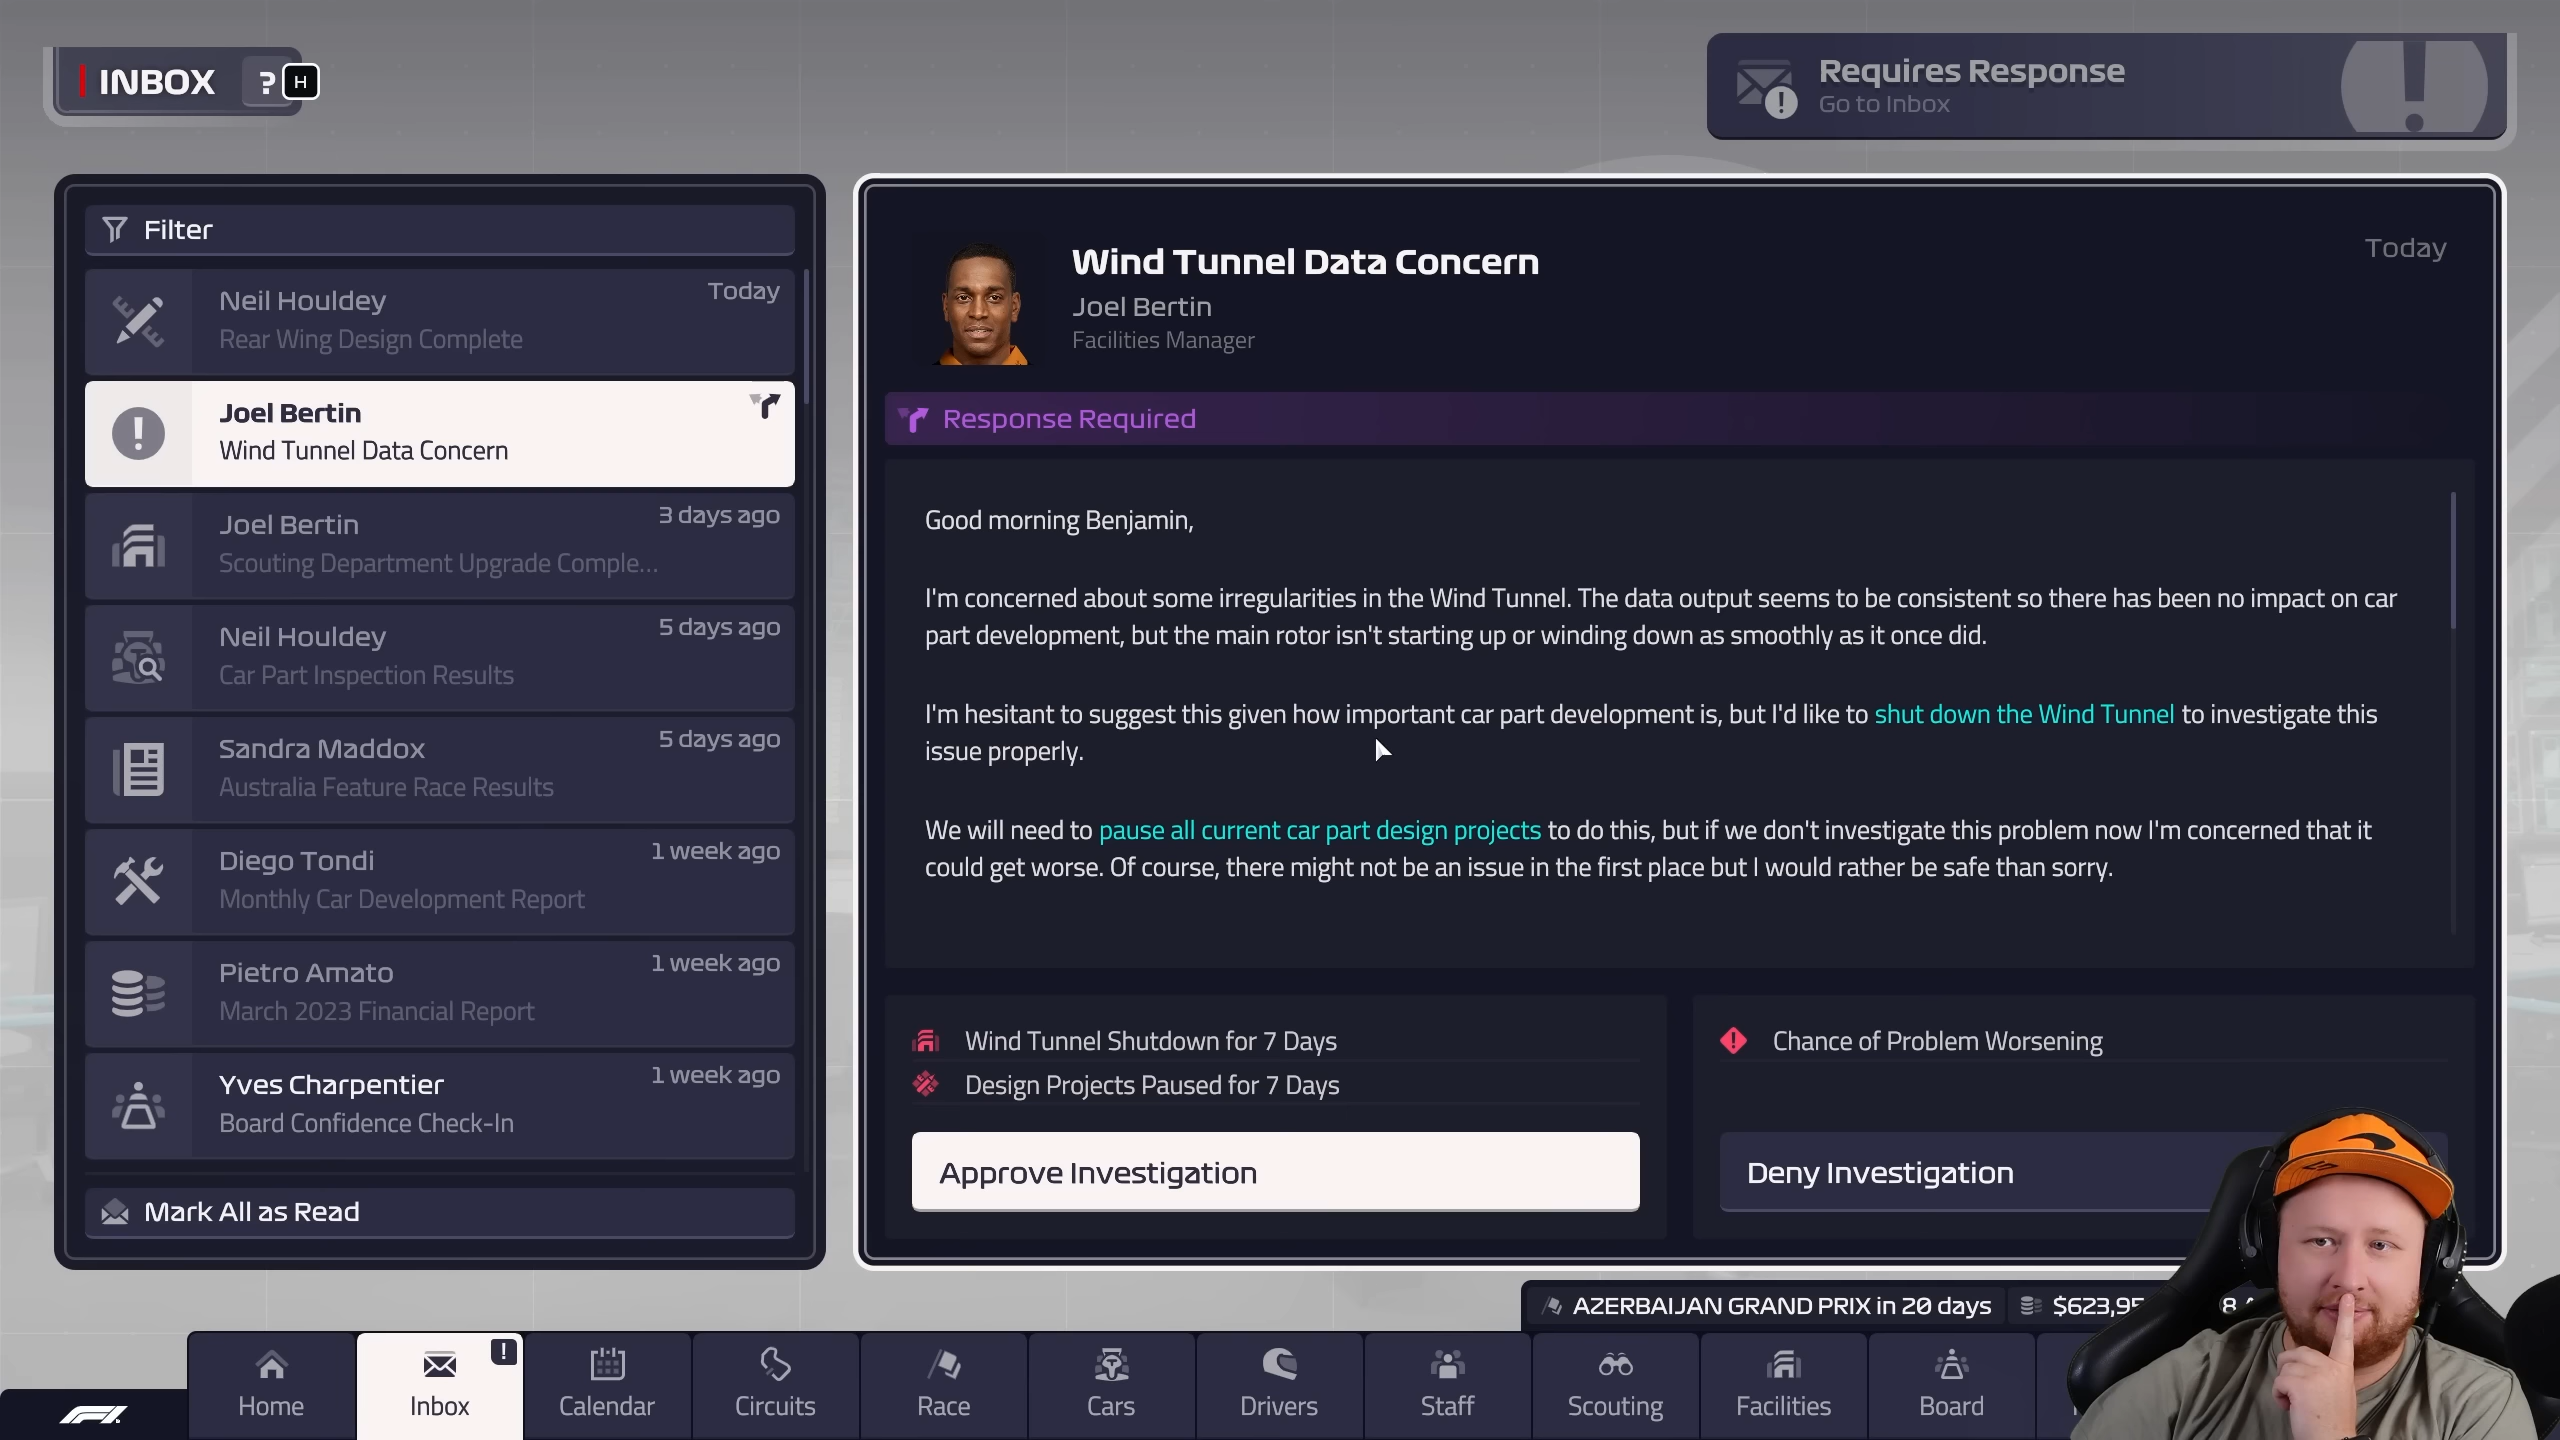 INBOX
? H
Requires Response
Go to Inbox
Filter
Neil Houldey
Today
Rear Wing Design Complete
Joel Bertin
Wind Tunnel Data Concern
Joel Bertin
3 days ago
Scouting Department Upgrade Comple...
Neil Houldey
5 days ago
Car Part Inspection Results
Sandra Maddox
5 days ago
Australia Feature Race Results
Diego Tondi
1 week ago
Monthly Car Development Report
Pietro Amato
1 week ago
March 2023 Financial Report
Yves Charpentier
1 week ago
Board Confidence Check-In
Mark All as Read
Wind Tunnel Data Concern
Today
Joel Bertin
Facilities Manager
Response Required
Good morning Benjamin,
I'm concerned about some irregularities in the Wind Tunnel. The data output seems to be consistent so there has been no impact on car
part development, but the main rotor isn't starting up or winding down as smoothly as it once did.
I'm hesitant to suggest this given how important car part development is, but I'd like to shut down the Wind Tunnel to investigate this
issue properly.
We will need to pause all current car part design projects to do this, but if we don't investigate this problem now I'm concerned that it
could get worse. Of course, there might not be an issue in the first place but I would rather be safe than sorry.
Wind Tunnel Shutdown for 7 Days
Design Projects Paused for 7 Days
Approve Investigation
Chance of Problem Worsening
Deny Investigation
AZERBAIJAN GRAND PRIX in 20 days
$623,95
8
Home
Inbox
Calendar
Circuits
Race
Cars
Drivers
Staff
Scouting
Facilities
Board